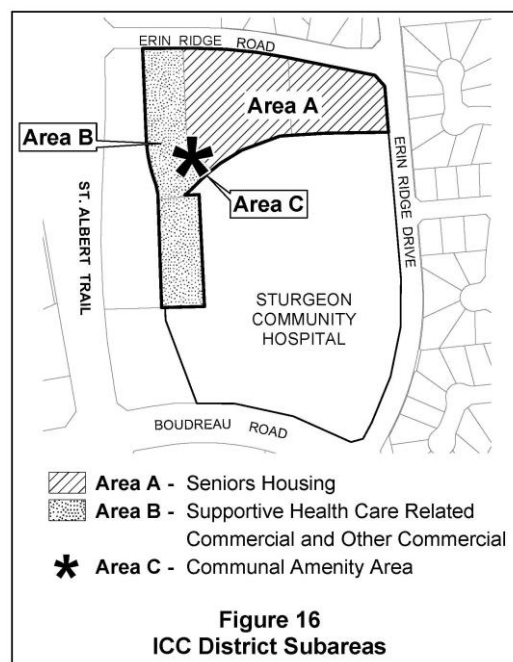 ERIN RIDGE ROAD
Area A
Area B
ERIN RIDGE DRIVE
Area C
ST. ALBERT TRAIL
STURGEON
COMMUNITY
HOSPITAL
BOUDREAU ROAD
Area A - Seniors Housing
Area B - Supportive Health Care Related
Commercial and Other Commercial
Area C - Communal Amenity Area
Figure 16
ICC District Subareas